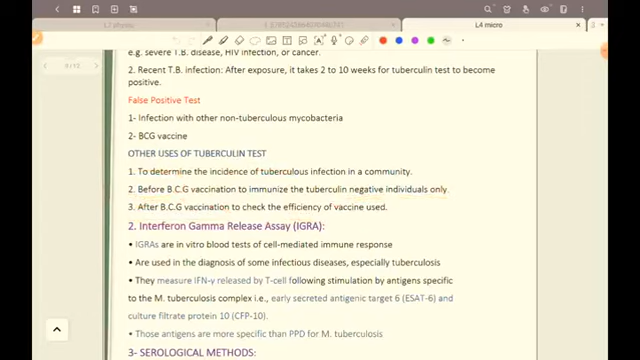 L7 physio
L4 micro
9 / 12
e.g. severe T.B. disease, HIV infection, or cancer.
2. Recent T.B. infection: After exposure, it takes 2 to 10 weeks for tuberculin test to become
positive.
False Positive Test
1- Infection with other non-tuberculous mycobacteria
2- BCG vaccine
OTHER USES OF TUBERCULIN TEST
1. To determine the incidence of tuberculous infection in a community.
2. Before B.C.G vaccination to immunize the tuberculin negative individuals only.
3. After B.C.G vaccination to check the efficiency of vaccine used.
2. Interferon Gamma Release Assay (IGRA):
• IGRAs are in vitro blood tests of cell-mediated immune response
• Are used in the diagnosis of some infectious diseases, especially tuberculosis
• They measure IFN-γ released by T-cell following stimulation by antigens specific
to the M. tuberculosis complex i.e., early secreted antigenic target 6 (ESAT-6) and
culture filtrate protein 10 (CFP-10).
• Those antigens are more specific than PPD for M. tuberculosis
3- SEROLOGICAL METHODS: